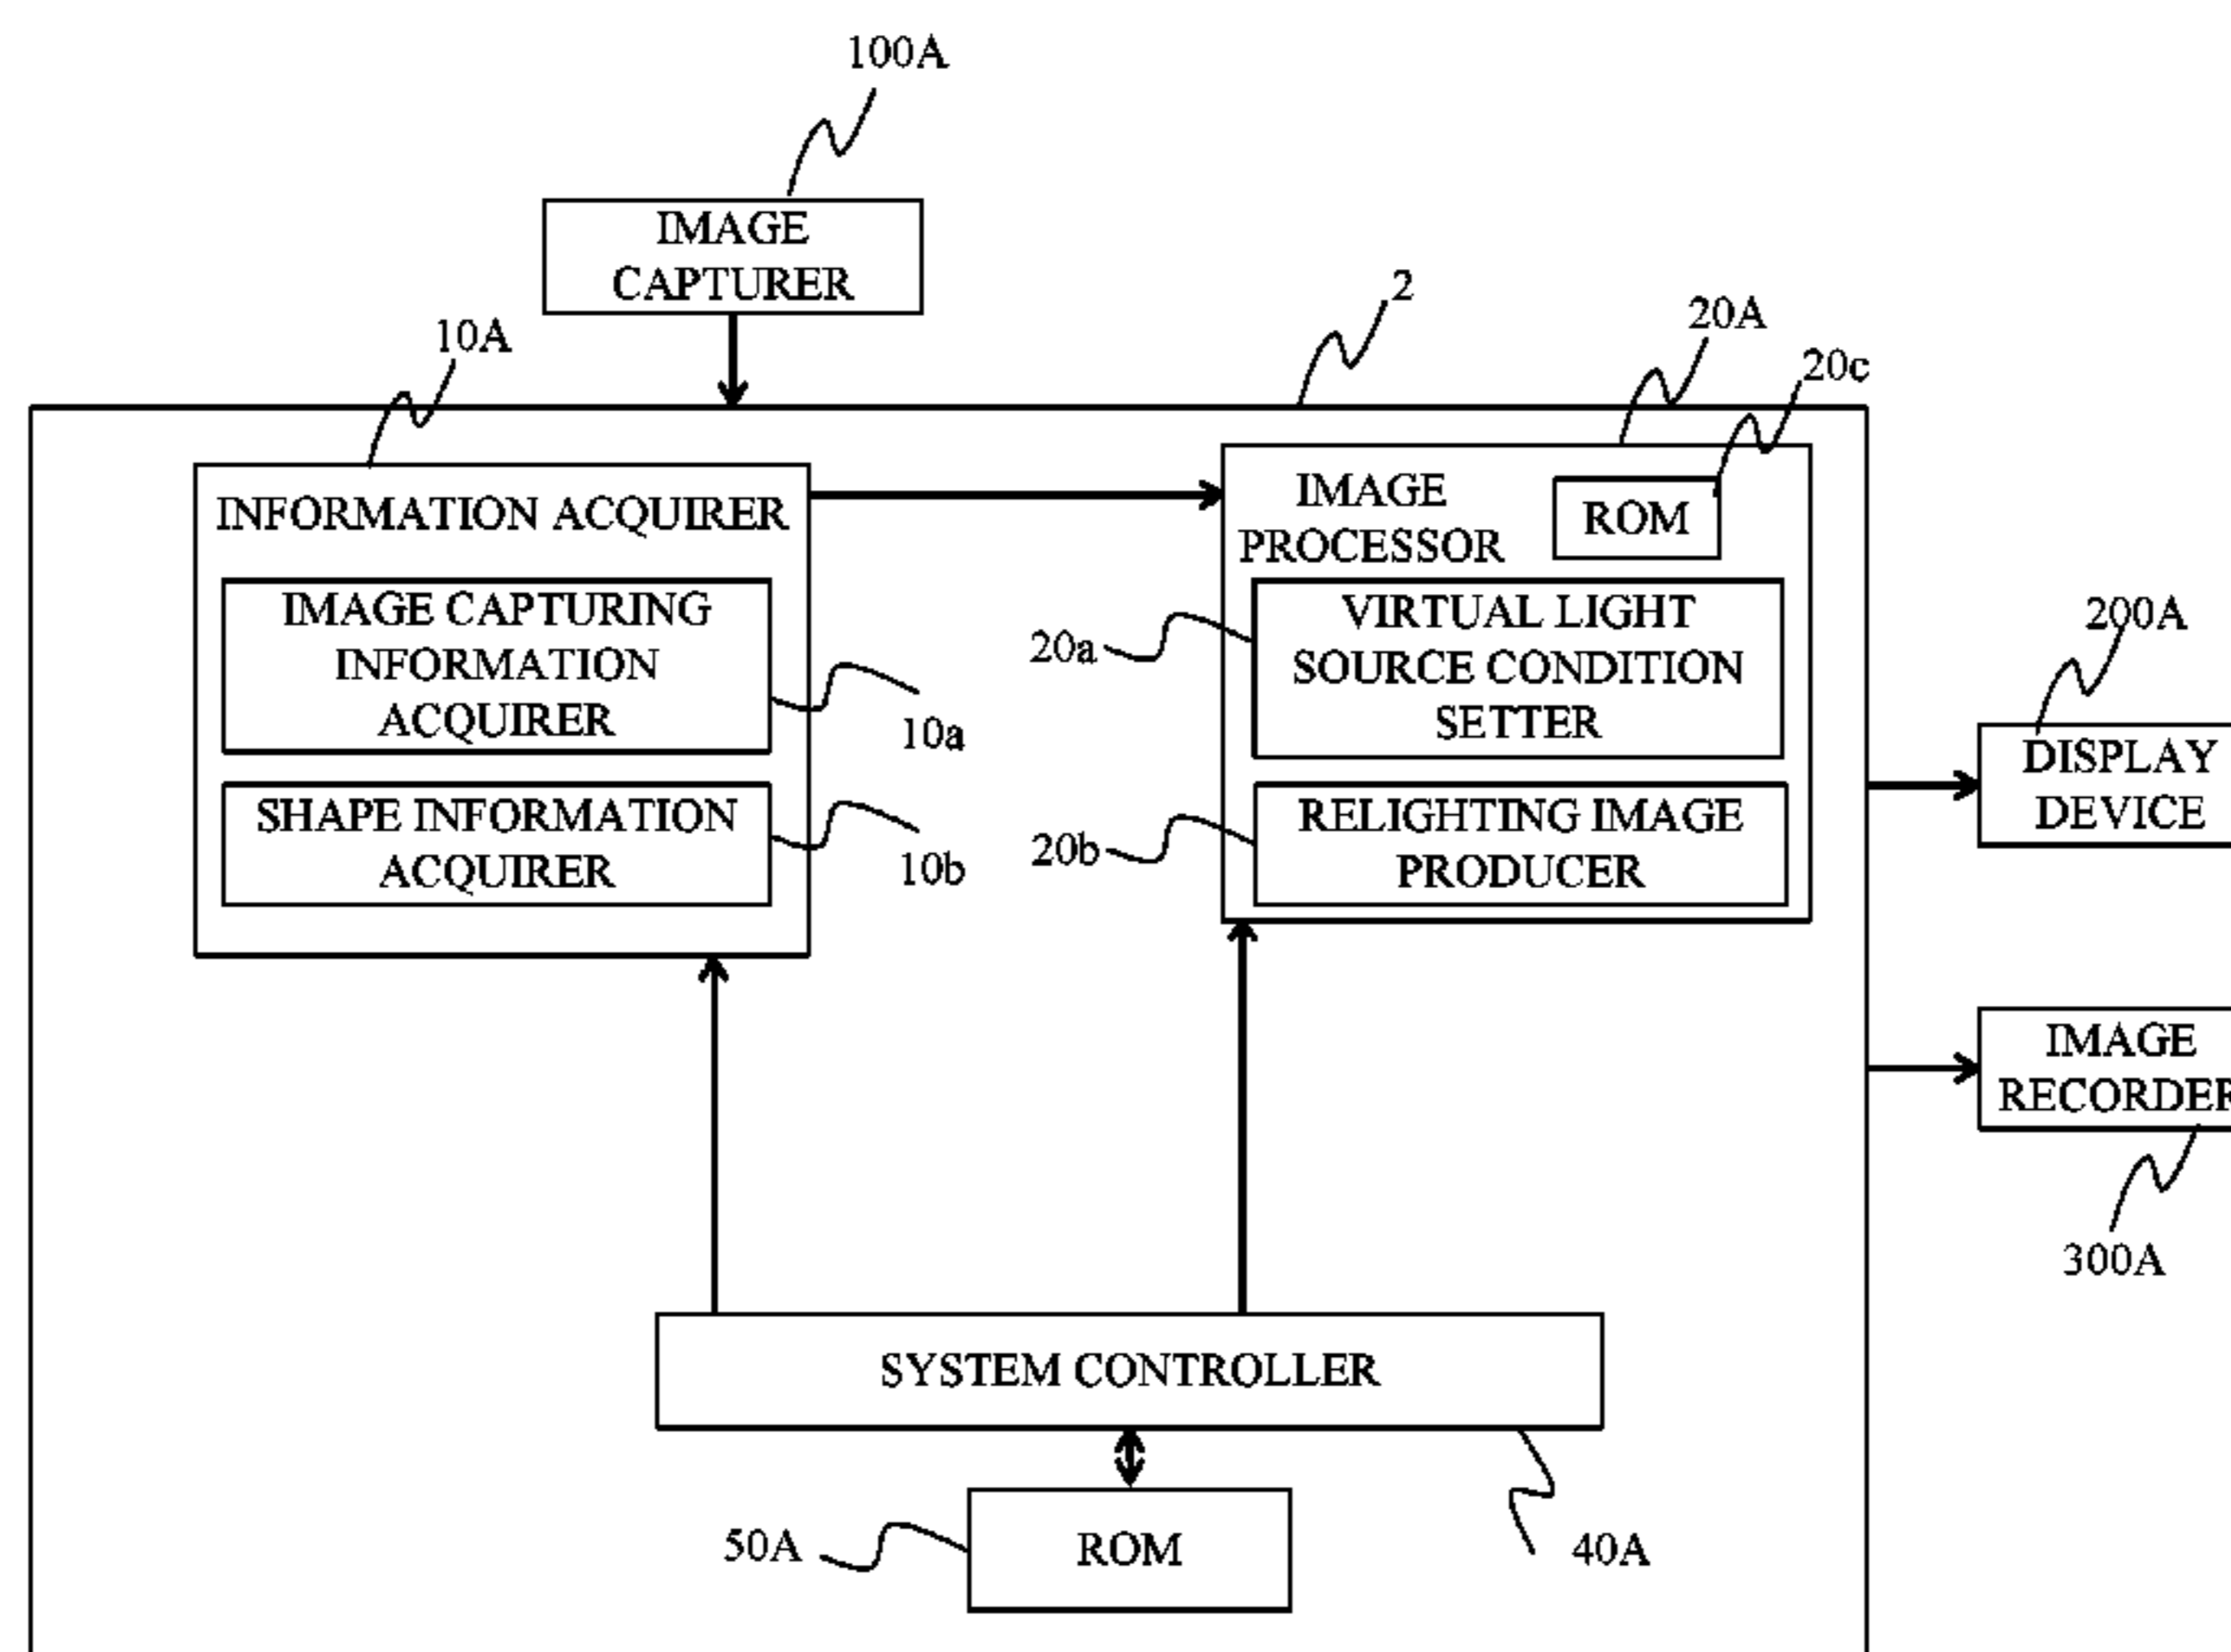 100A
IMAGE
CAPTURER
2
10A
20A
20c
INFORMATION ACQUIRER
IMAGE
PROCESSOR
ROM
IMAGE CAPTURING
INFORMATION
ACQUIRER
10a
20a
VIRTUAL LIGHT
SOURCE CONDITION
SETTER
200A
DISPLAY
DEVICE
SHAPE INFORMATION
ACQUIRER
10b
20b
RELIGHTING IMAGE
PRODUCER
IMAGE
RECORDER
300A
SYSTEM CONTROLLER
50A
ROM
40A